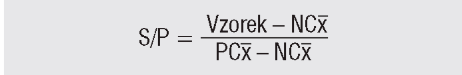 S/P = Vzorek – NCx̅ / PCx̅ – NCx̅